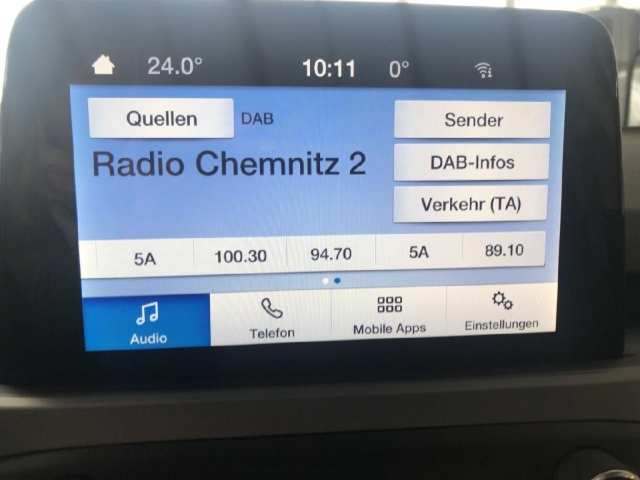 24.0° 10:11 0°
Quellen DAB Sender
Radio Chemnitz 2 DAB-Infos
Verkehr (TA)
5A 100.30 94.70 5A 89.10
Audio Telefon Mobile Apps Einstellungen